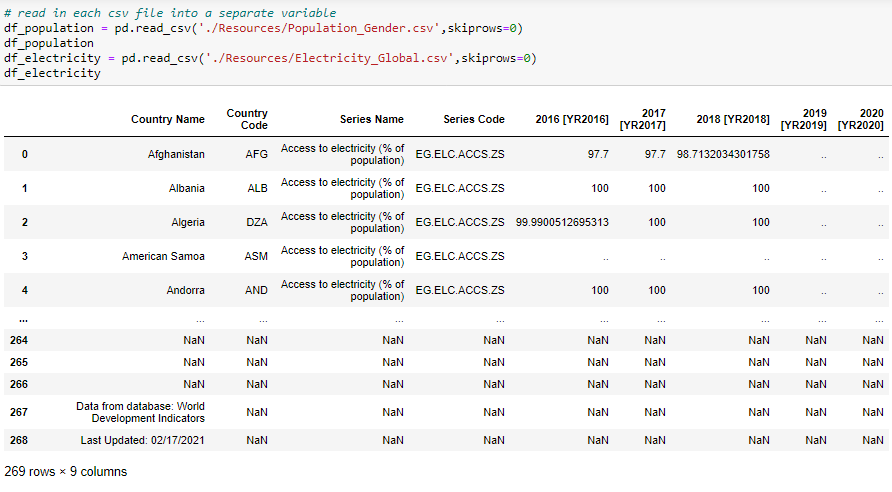 # read in each csv file into a separate variable
df_population = pd.read_csv('./Resources/Population_Gender.csv',skiprows=0)
df_population
df_electricity = pd.read_csv('./Resources/Electricity_Global.csv',skiprows=0)
df_electricity
Country Name Country Code Series Name Series Code 2016 [YR2016] 2017 [YR2017] 2018 [YR2018] 2019 [YR2019] 2020 [YR2020]
0 Afghanistan AFG Access to electricity (% of population) EG.ELC.ACCS.ZS 97.7 97.7 98.7132034301758 .. ..
1 Albania ALB Access to electricity (% of population) EG.ELC.ACCS.ZS 100 100 100 .. ..
2 Algeria DZA Access to electricity (% of population) EG.ELC.ACCS.ZS 99.9900512695313 100 100 .. ..
3 American Samoa ASM Access to electricity (% of population) EG.ELC.ACCS.ZS .. .. .. .. ..
4 Andorra AND Access to electricity (% of population) EG.ELC.ACCS.ZS 100 100 100 .. ..
... ... ... ... ... ... ... ... ... ...
264 NaN NaN NaN NaN NaN NaN NaN NaN NaN
265 NaN NaN NaN NaN NaN NaN NaN NaN NaN
266 NaN NaN NaN NaN NaN NaN NaN NaN NaN
267 Data from database: World Development Indicators NaN NaN NaN NaN NaN NaN NaN NaN
268 Last Updated: 02/17/2021 NaN NaN NaN NaN NaN NaN NaN NaN
269 rows × 9 columns